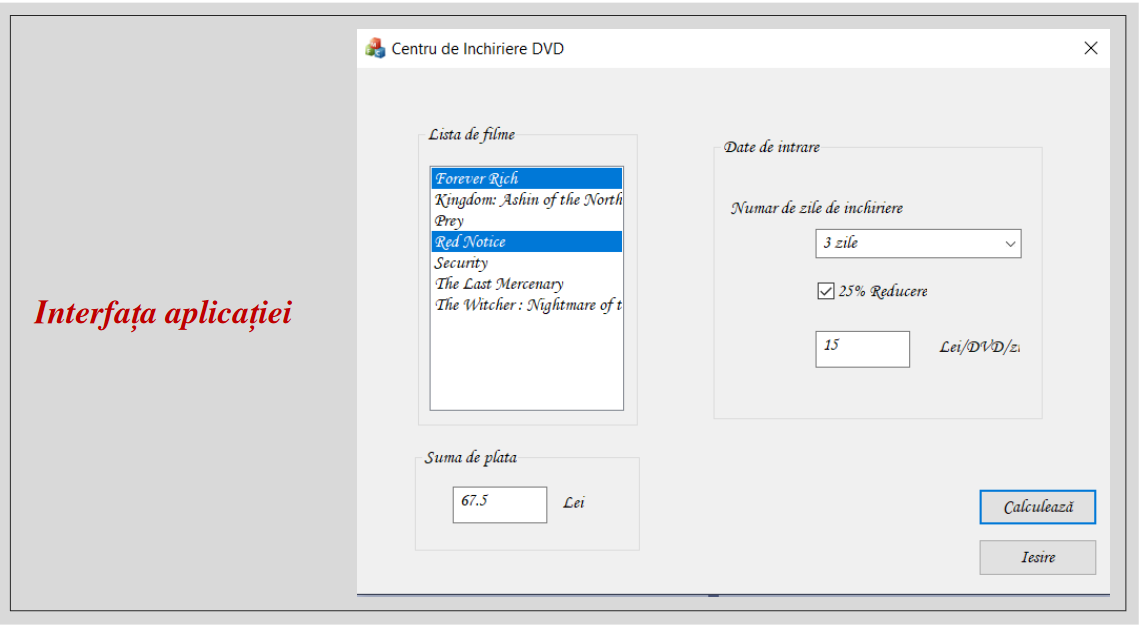 Interfața aplicației
Centru de Inchiriere DVD
Lista de filme
Forever Rich
Kingdom: Ashin of the North
Prey
Red Notice
Security
The Last Mercenary
The Witcher : Nightmare of t
Date de intrare
Numar de zile de inchiriere
3 zile
25% Reducere
15 Lei/DVD/zi
Suma de plata
67.5 Lei
Calculează
Iesire